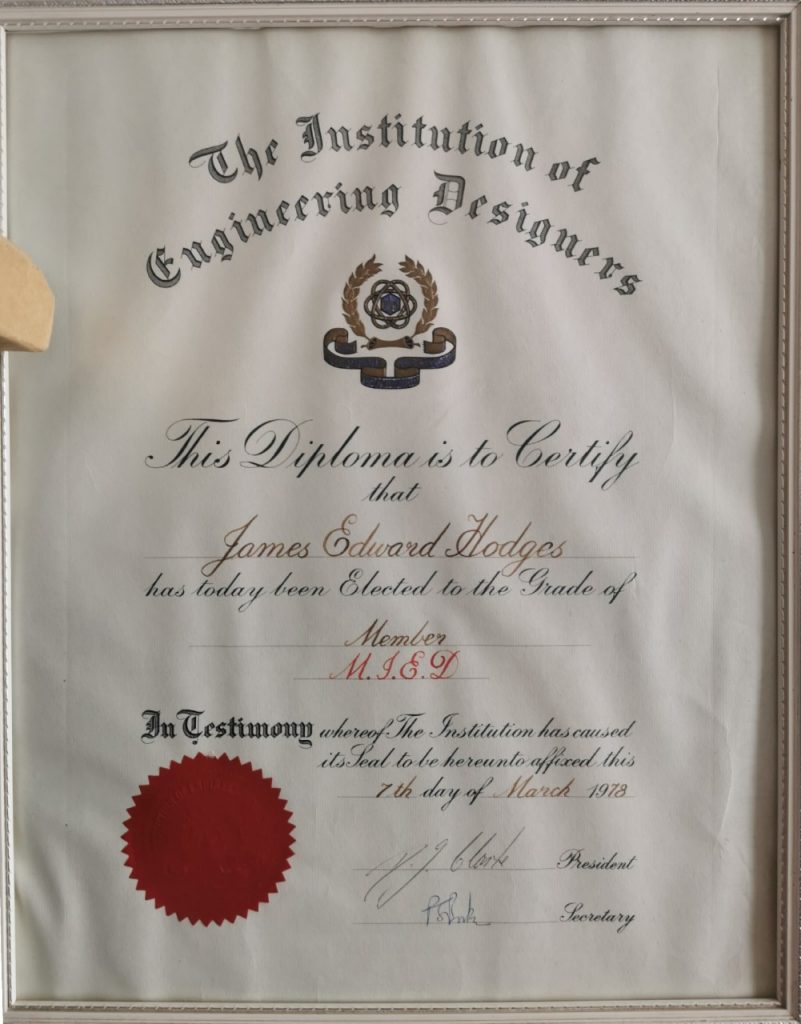 The Institution of
Engineering Designers
This Diploma is to Certify
that
James Edward Hodges
has today been Elected to the Grade of
Member
M.I.E.D
In Testimony whereof The Institution has caused
its Seal to be hereunto affixed this
7th day of March 1978
Clarke President
Secretary